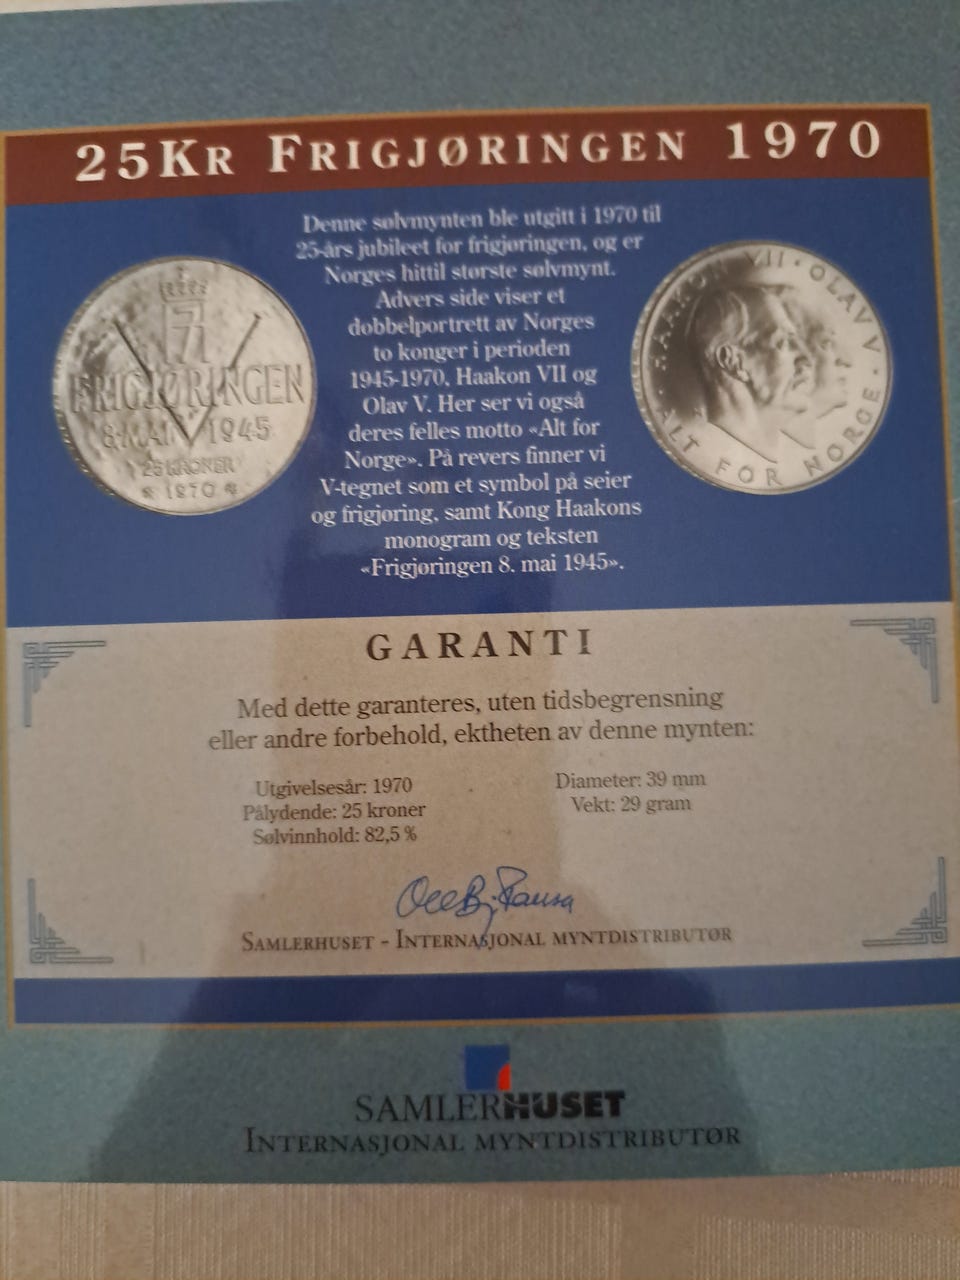 25KR FRIGJØRINGEN 1970
Denne sølvmynten ble utgitt i 1970 til
25-års jubileet for frigjøringen, og er
Norges hittil største sølvmynt.
Advers side viser et
dobbelportrett av Norges
to konger i perioden
1945-1970, Haakon VII og
Olav V. Her ser vi også
deres felles motto «Alt for
Norge». På revers finner vi
V-tegnet som et symbol på seier
og frigjøring, samt Kong Haakons
monogram og teksten
«Frigjøringen 8. mai 1945».
7
FRIGJØRINGEN
8·MAI 1945
25 KRONER
1970
HAAKON VII · OLAV V ·
ALT FOR NORGE
GARANTI
Med dette garanteres, uten tidsbegrensning
eller andre forbehold, ektheten av denne mynten:
Utgivelsesår: 1970
Pålydende: 25 kroner
Sølvinnhold: 82,5 %
Diameter: 39 mm
Vekt: 29 gram
SAMLERHUSET - INTERNASJONAL MYNTDISTRIBUTØR
SAMLERHUSET
INTERNASJONAL MYNTDISTRIBUTØR